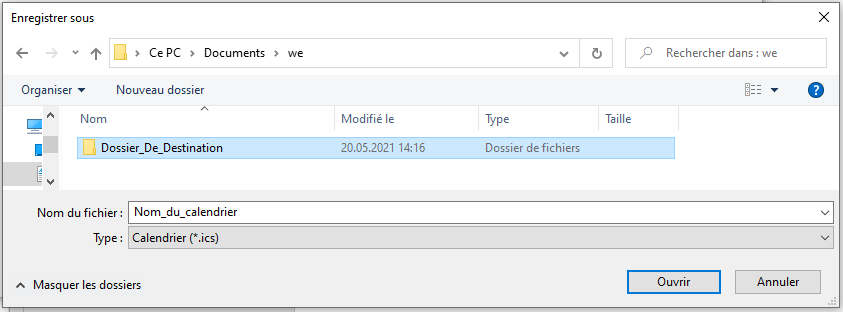 Enregistrer sous
Ce PC > Documents > we
Rechercher dans : we
Organiser
Nouveau dossier
?
Nom Modifié le Type Taille
Dossier_De_Destination 20.05.2021 14:16 Dossier de fichiers
Nom du fichier : Nom_du_calendrier
Type : Calendrier (*.ics)
Masquer les dossiers
Ouvrir
Annuler